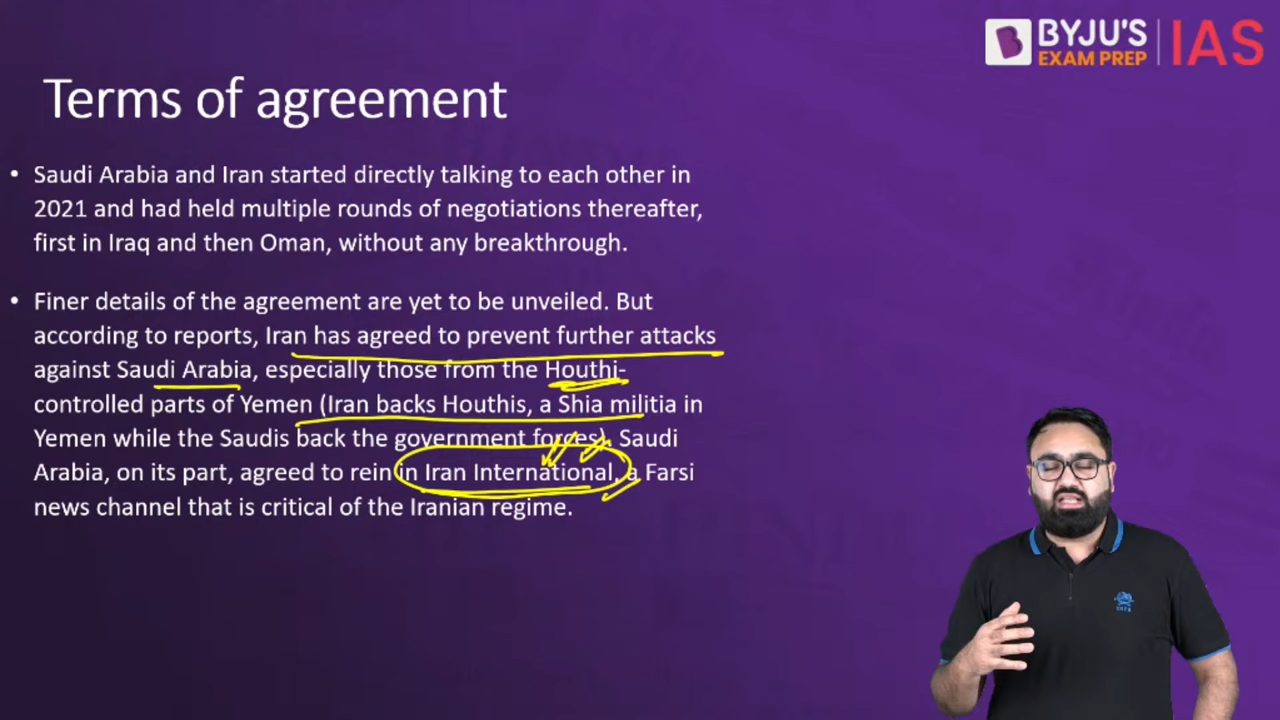 BYJU'S IAS
EXAM PREP
Terms of agreement
• Saudi Arabia and Iran started directly talking to each other in
2021 and had held multiple rounds of negotiations thereafter,
first in Iraq and then Oman, without any breakthrough.
• Finer details of the agreement are yet to be unveiled. But
according to reports, Iran has agreed to prevent further attacks
against Saudi Arabia, especially those from the Houthi-
controlled parts of Yemen (Iran backs Houthis, a Shia militia in
Yemen while the Saudis back the government forces). Saudi
Arabia, on its part, agreed to rein in Iran International, a Farsi
news channel that is critical of the Iranian regime.